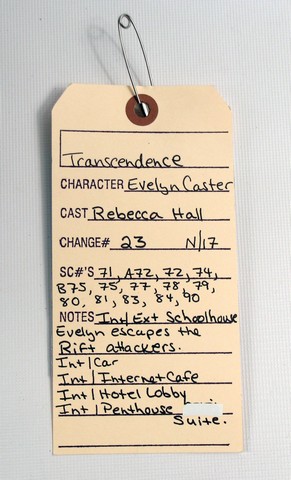 Transcendence
CHARACTER Evelyn Caster
CAST Rebecca Hall
CHANGE# 23 N/17
SC#'S 71, A72, 72, 74,
B75, 75, 77, 78, 79,
80, 81, 83, 84, 90
NOTES Int/Ext Schoolhouse
Evelyn escapes the
Rift attackers.
Int/Car
Int/Internet Cafe
Int/Hotel Lobby
Int/Penthouse
Suite.